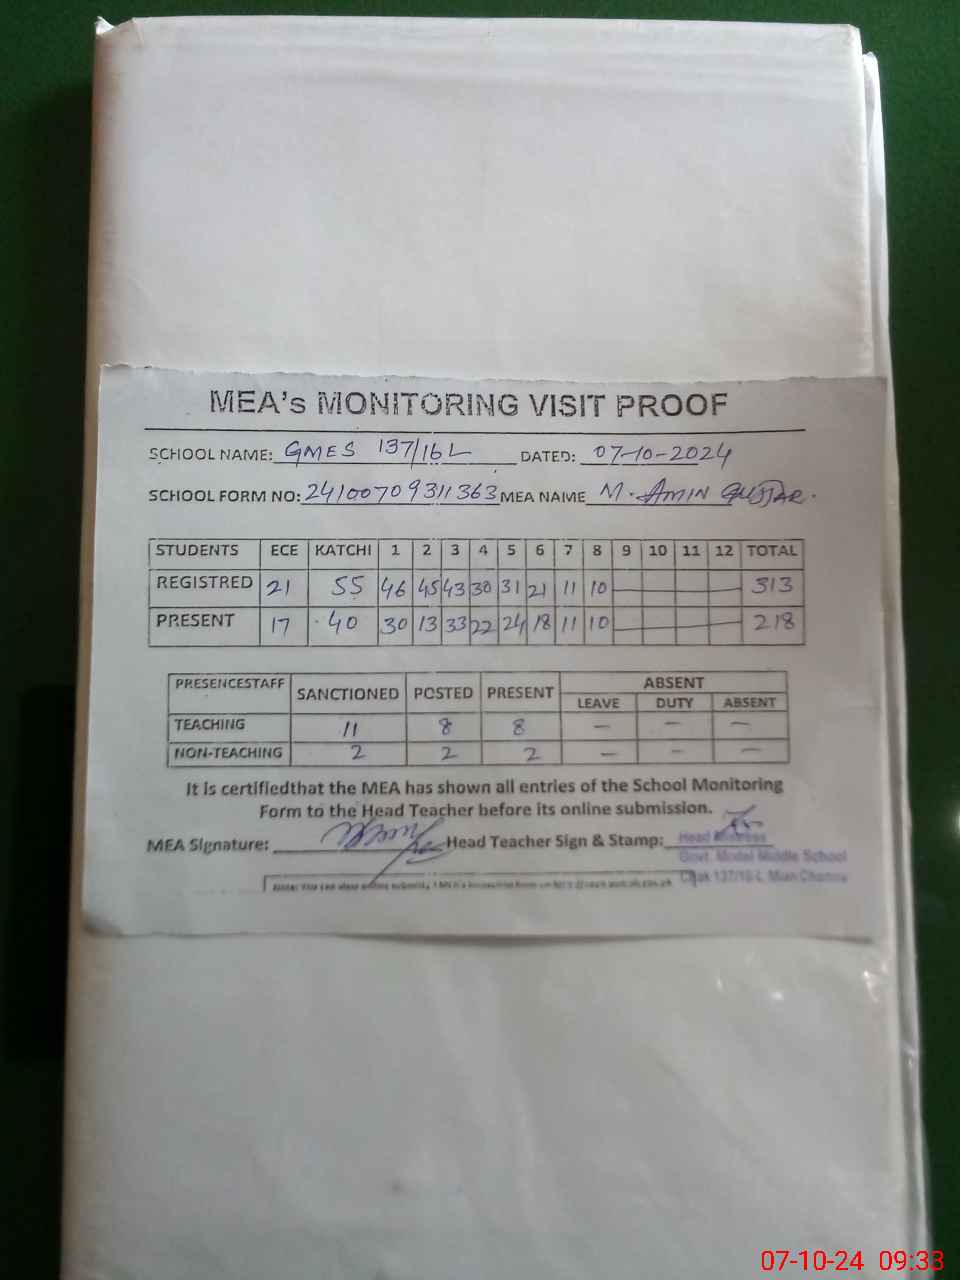 MEA's MONITORING VISIT PROOF
SCHOOL NAME: GMES 137/16L DATED: 07-10-2024
SCHOOL FORM NO: 24100709311363 MEA NAME M. AMIN GUJJAR.
STUDENTS ECE KATCHI 1 2 3 4 5 6 7 8 9 10 11 12 TOTAL
REGISTRED 21 55 46 45 43 30 31 21 11 10 313
PRESENT 17 40 30 13 33 22 24 18 11 10 218
PRESENCESTAFF SANCTIONED POSTED PRESENT ABSENT
LEAVE DUTY ABSENT
TEACHING 11 8 8 — — —
NON-TEACHING 2 2 2 — — —
It is certifiedthat the MEA has shown all entries of the School Monitoring
Form to the Head Teacher before its online submission.
MEA Signature: Head Teacher Sign & Stamp: Head Mistress
Govt. Model Middle School
Chak 137/16-L Mian Channu
07-10-24 09:33